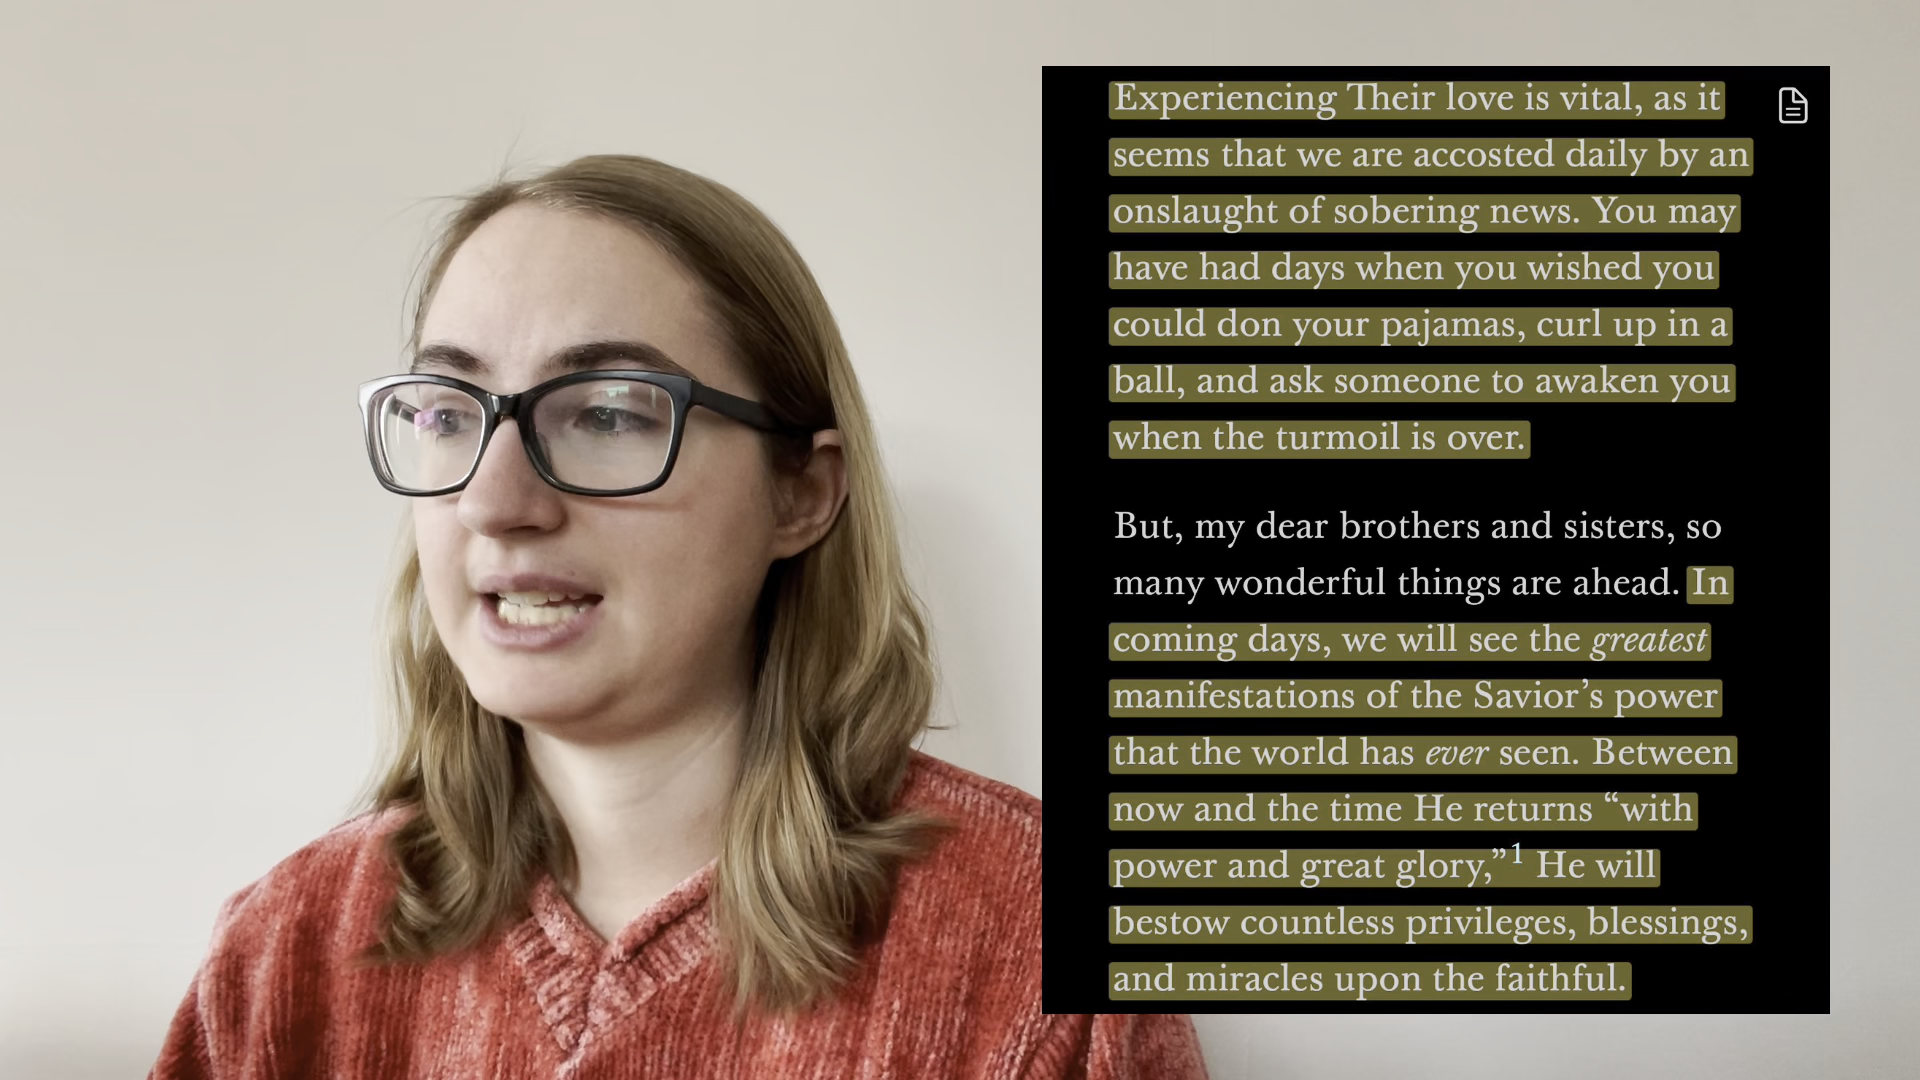 Experiencing Their love is vital, as it
seems that we are accosted daily by an
onslaught of sobering news. You may
have had days when you wished you
could don your pajamas, curl up in a
ball, and ask someone to awaken you
when the turmoil is over.
But, my dear brothers and sisters, so
many wonderful things are ahead. In
coming days, we will see the greatest
manifestations of the Savior’s power
that the world has ever seen. Between
now and the time He returns “with
power and great glory,”1 He will
bestow countless privileges, blessings,
and miracles upon the faithful.